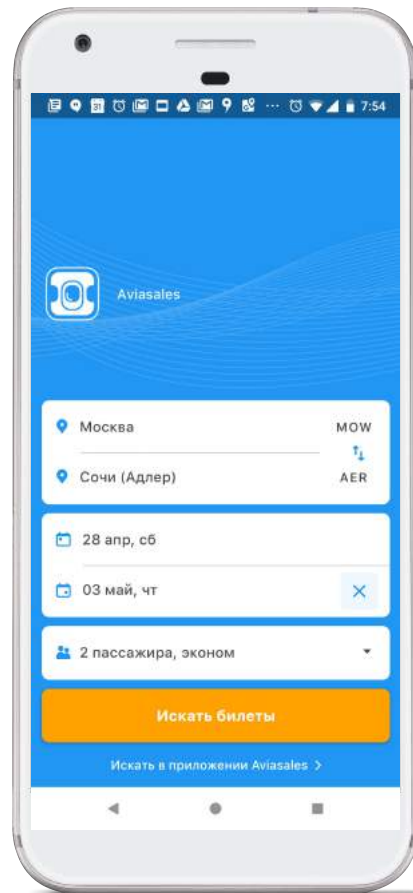 31 7:54
Aviasales
Москва MOW
Сочи (Адлер) AER
28 апр, сб
03 май, чт
2 пассажира, эконом
Искать билеты
Искать в приложении Aviasales >